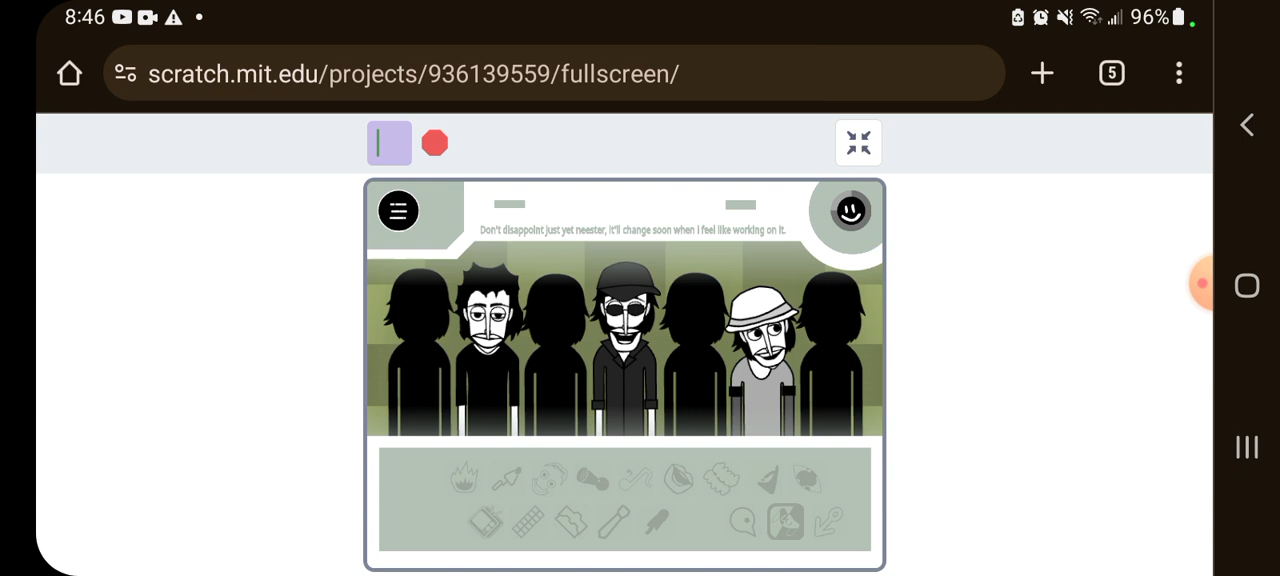 8:46
96%
scratch.mit.edu/projects/936139559/fullscreen/
5
Don't disappoint just yet neester, it'll change soon when i feel like working on it.